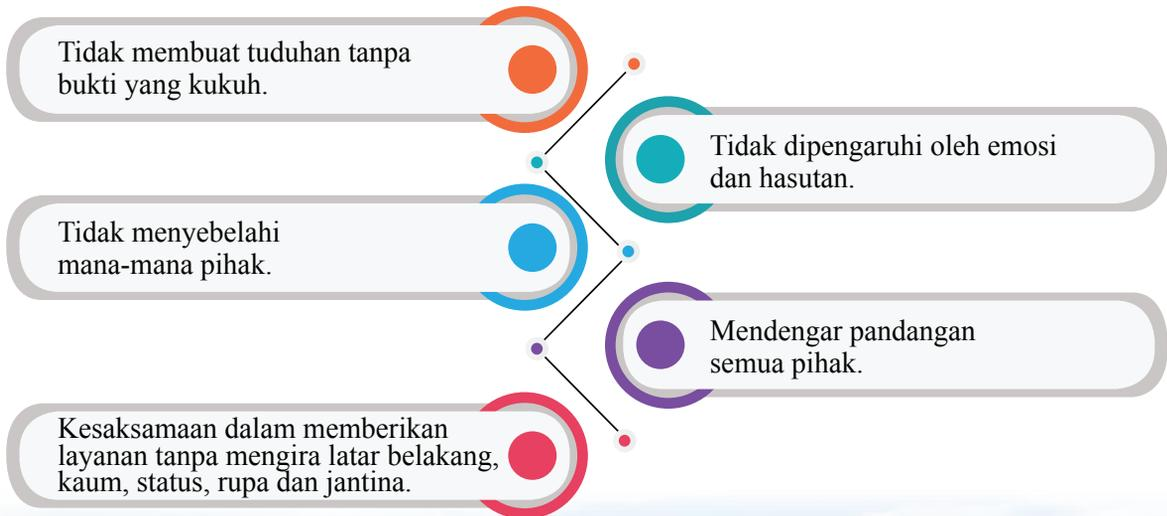 Tidak membuat tuduhan tanpa
bukti yang kukuh.
Tidak dipengaruhi oleh emosi
dan hasutan.
Tidak menyebelahi
mana-mana pihak.
Mendengar pandangan
semua pihak.
Kesaksamaan dalam memberikan
layanan tanpa mengira latar belakang,
kaum, status, rupa dan jantina.